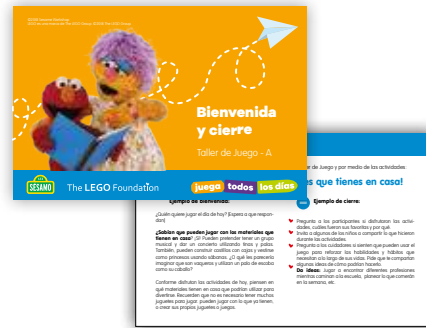 Bienvenida
y cierre
Taller de Juego - A
SÉSAMO
The LEGO Foundation
juega todos los días
de Juego y por medio de las actividades
que tienes en casa!
Ejemplo de bienvenida:
¿Quién quiere jugar el día de hoy? (Espera a que respon-
dan)
¿Sabían que pueden jugar con los materiales que
tienen en casa? ¡Sí! Pueden pretender tener un grupo
musical y dar un concierto utilizando linos y palos.
También, pueden construir castillos con cajas y vestirse
como princesas usando sábanas. ¿O qué les parecería
imaginar que son vaqueros y utilizan un palo de escoba
como su caballo?
Conforme disfrutan las actividades de hoy, piensen en
qué materiales tienen en casa que podrían utilizar para
divertirse. Recuerden que no es necesario tener muchos
juguetes para jugar, pueden jugar con lo que ya tienen,
o crear sus propios juguetes o juegos.
Ejemplo de cierre:
Pregunta a los participantes si disfrutaron las activi-
dades, cuáles fueron sus favoritas y por qué.
Invita a algunos de los niños a compartir lo que hicieron
durante las actividades.
Pregunta a los cuidadores si sienten que pueden usar el
juego para reforzar las habilidades y hábitos que
necesitan a lo largo de sus vidas. Pide que te compartan
algunas ideas de cómo podrían hacerlo.
Da ideas: Jugar a encontrar diferentes profesiones
mientras caminan a la escuela, planear lo que comerán
en la semana, etc.